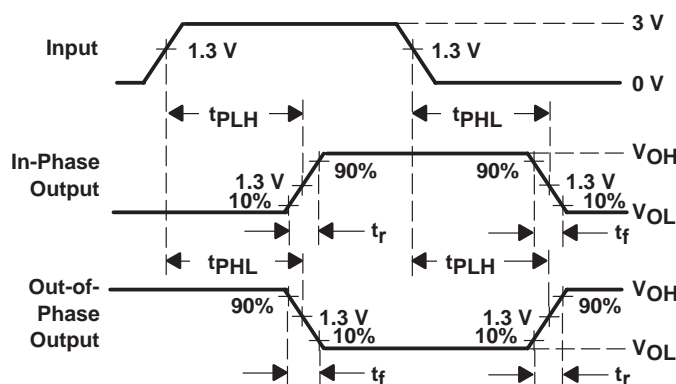 3 V
Input
1.3 V
1.3 V
0 V
tPLH
tPHL
In-Phase
Output
VOH
90%
90%
1.3 V
1.3 V
10%
10%
VOL
tr
tf
tPHL
tPLH
Out-of-
Phase
Output
VOH
90%
90%
1.3 V
1.3 V
10%
10%
VOL
tf
tr